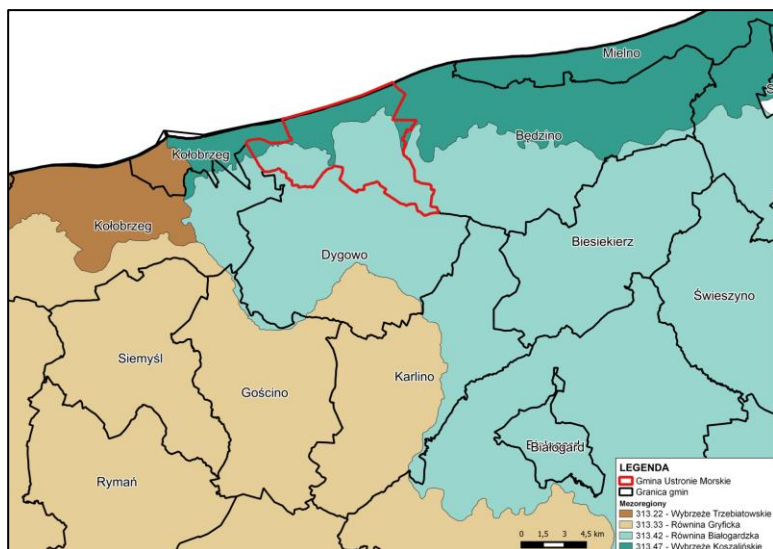 Mielno
S
Kołobrzeg
Będzino
Kołobrzeg
Dygowo
Biesiekierz
Świeszyno
Siemyśl
Gościno
Karlino
Białogard
Rymań
LEGENDA
Gmina Ustronie Morskie
Granica gmin
Mezoregiony
313.22 - Wybrzeże Trzebiatowskie
313.33 - Równina Gryficka
313.42 - Równina Białogardzka
313.47 - Wybrzeże Koszalińskie
0 1,5 3 4,5 km